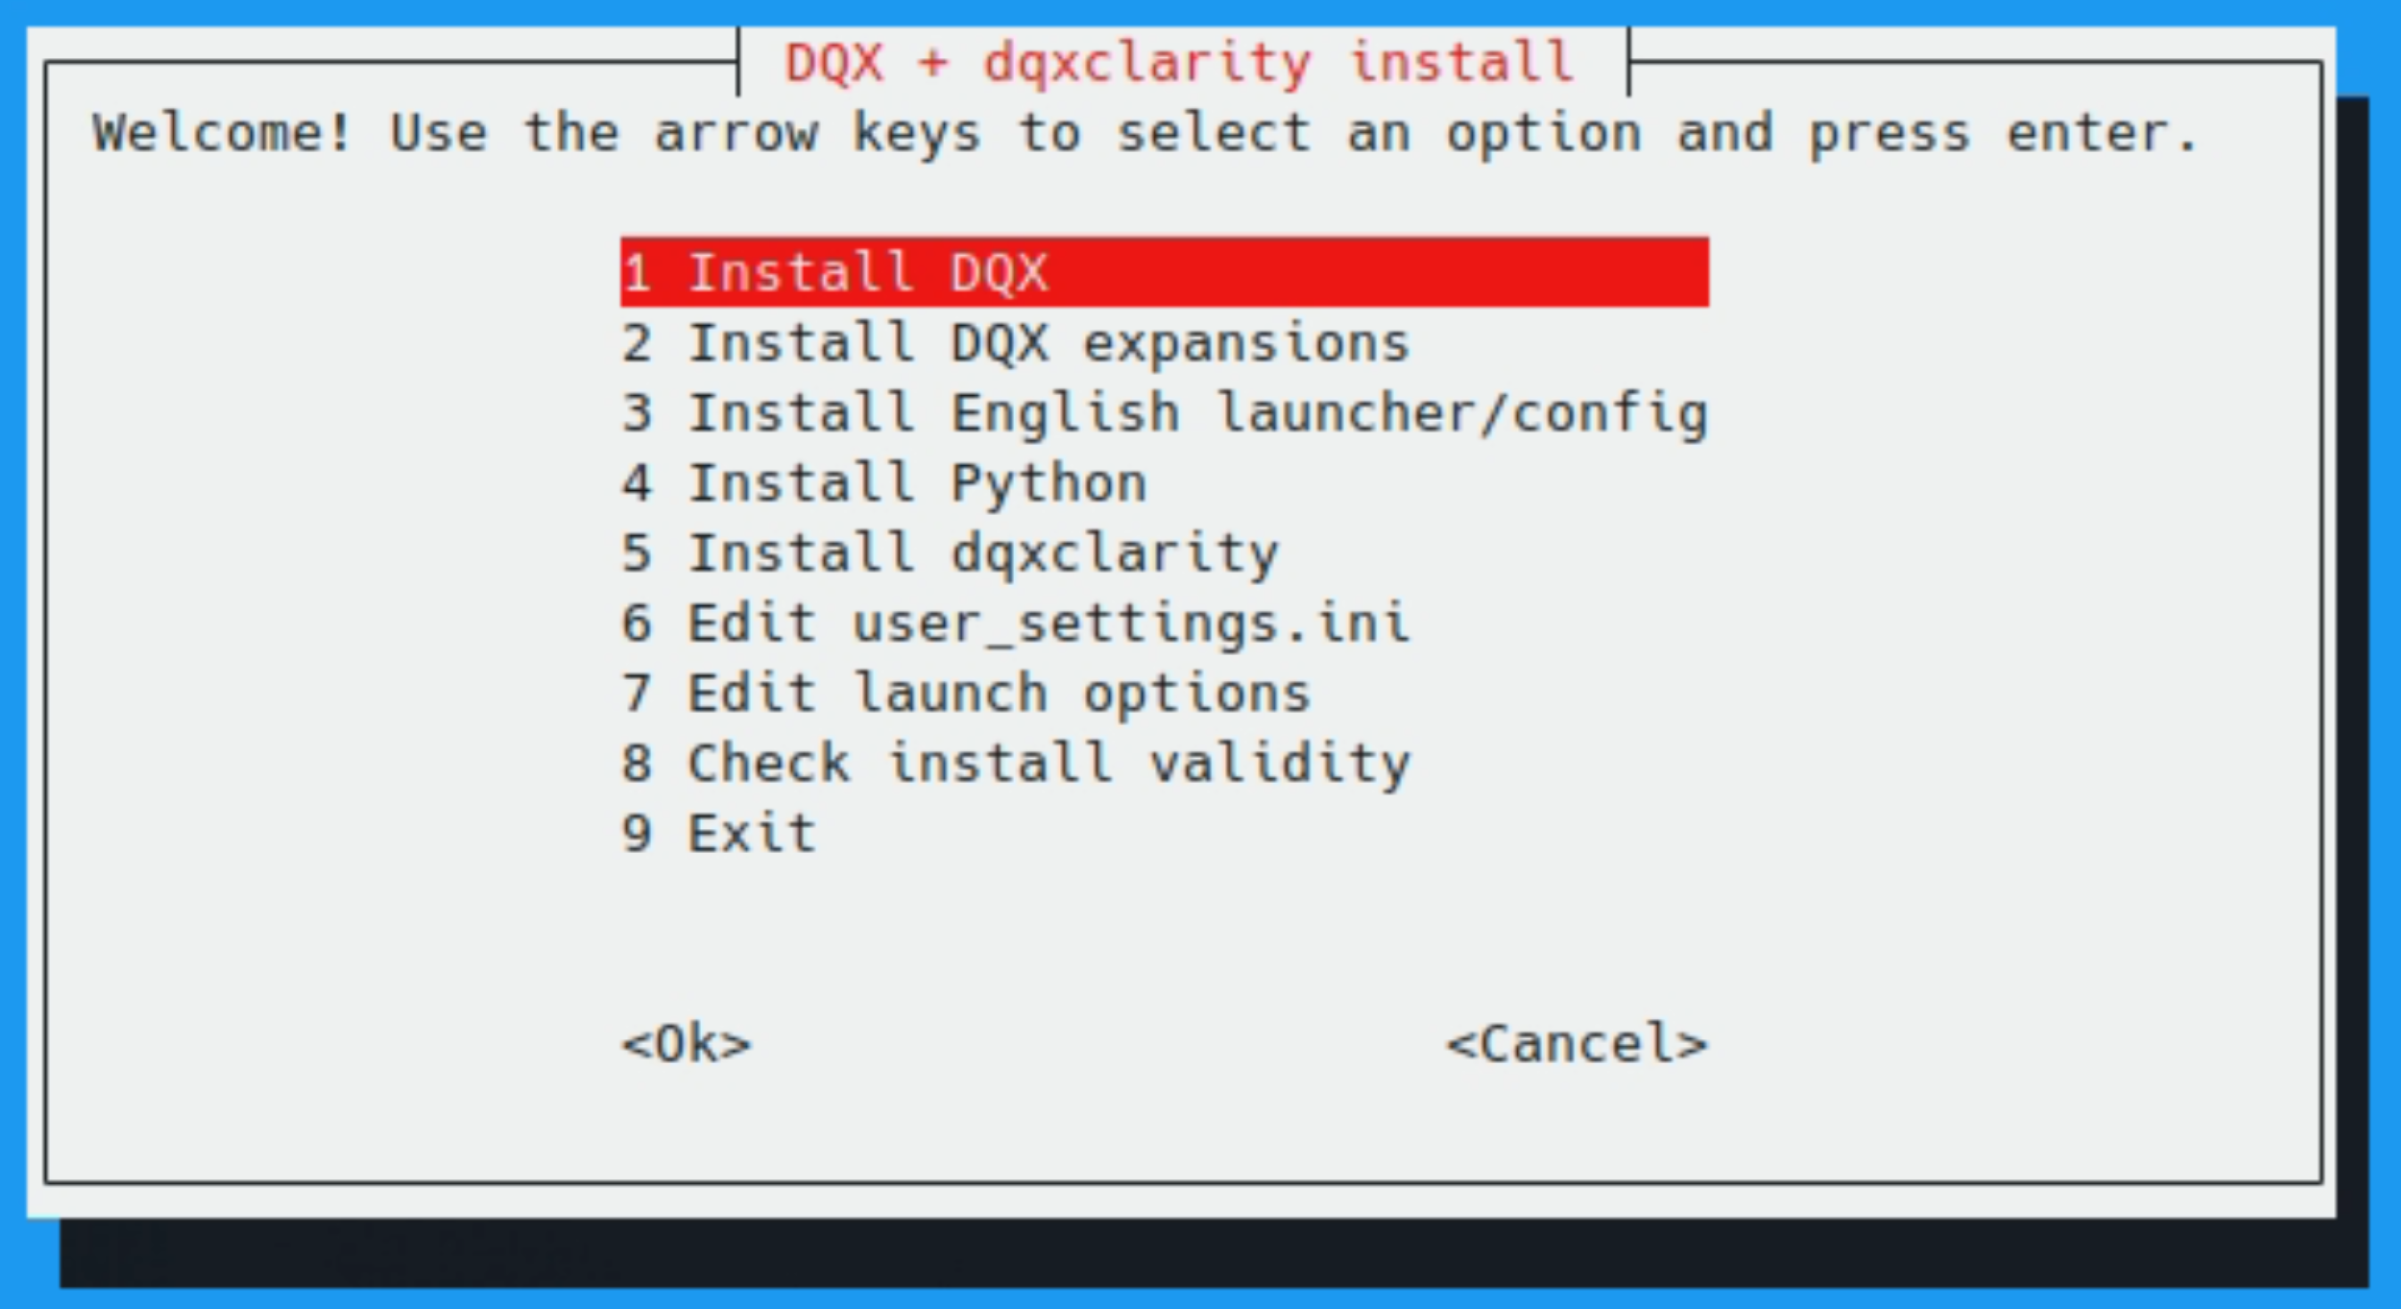 DQX + dqxclarity install
Welcome! Use the arrow keys to select an option and press enter.
1 Install DQX
2 Install DQX expansions
3 Install English launcher/config
4 Install Python
5 Install dqxclarity
6 Edit user_settings.ini
7 Edit launch options
8 Check install validity
9 Exit
<Ok> <Cancel>